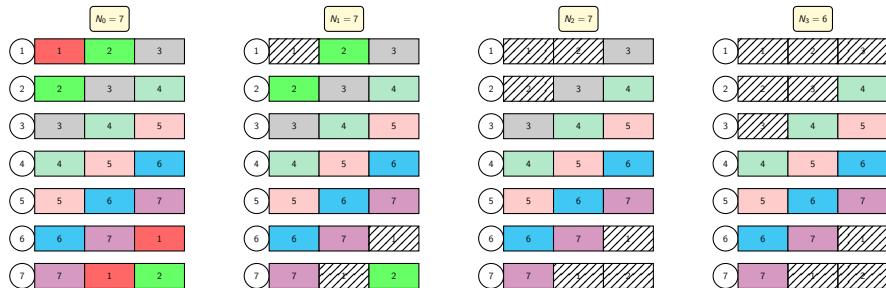 N₀ = 7 N₁ = 7 N₂ = 7 N₃ = 6
1 1 2 3 1 1 2 3 1 1 2 3 1 1 2 3
2 2 3 4 2 2 3 4 2 2 3 4 2 2 3 4
3 3 4 5 3 3 4 5 3 3 4 5 3 3 4 5
4 4 5 6 4 4 5 6 4 4 5 6 4 4 5 6
5 5 6 7 5 5 6 7 5 5 6 7 5 5 6 7
6 6 7 1 6 6 7 1 6 6 7 1 6 6 7 1
7 7 1 2 7 7 1 2 7 7 1 2 7 7 1 2